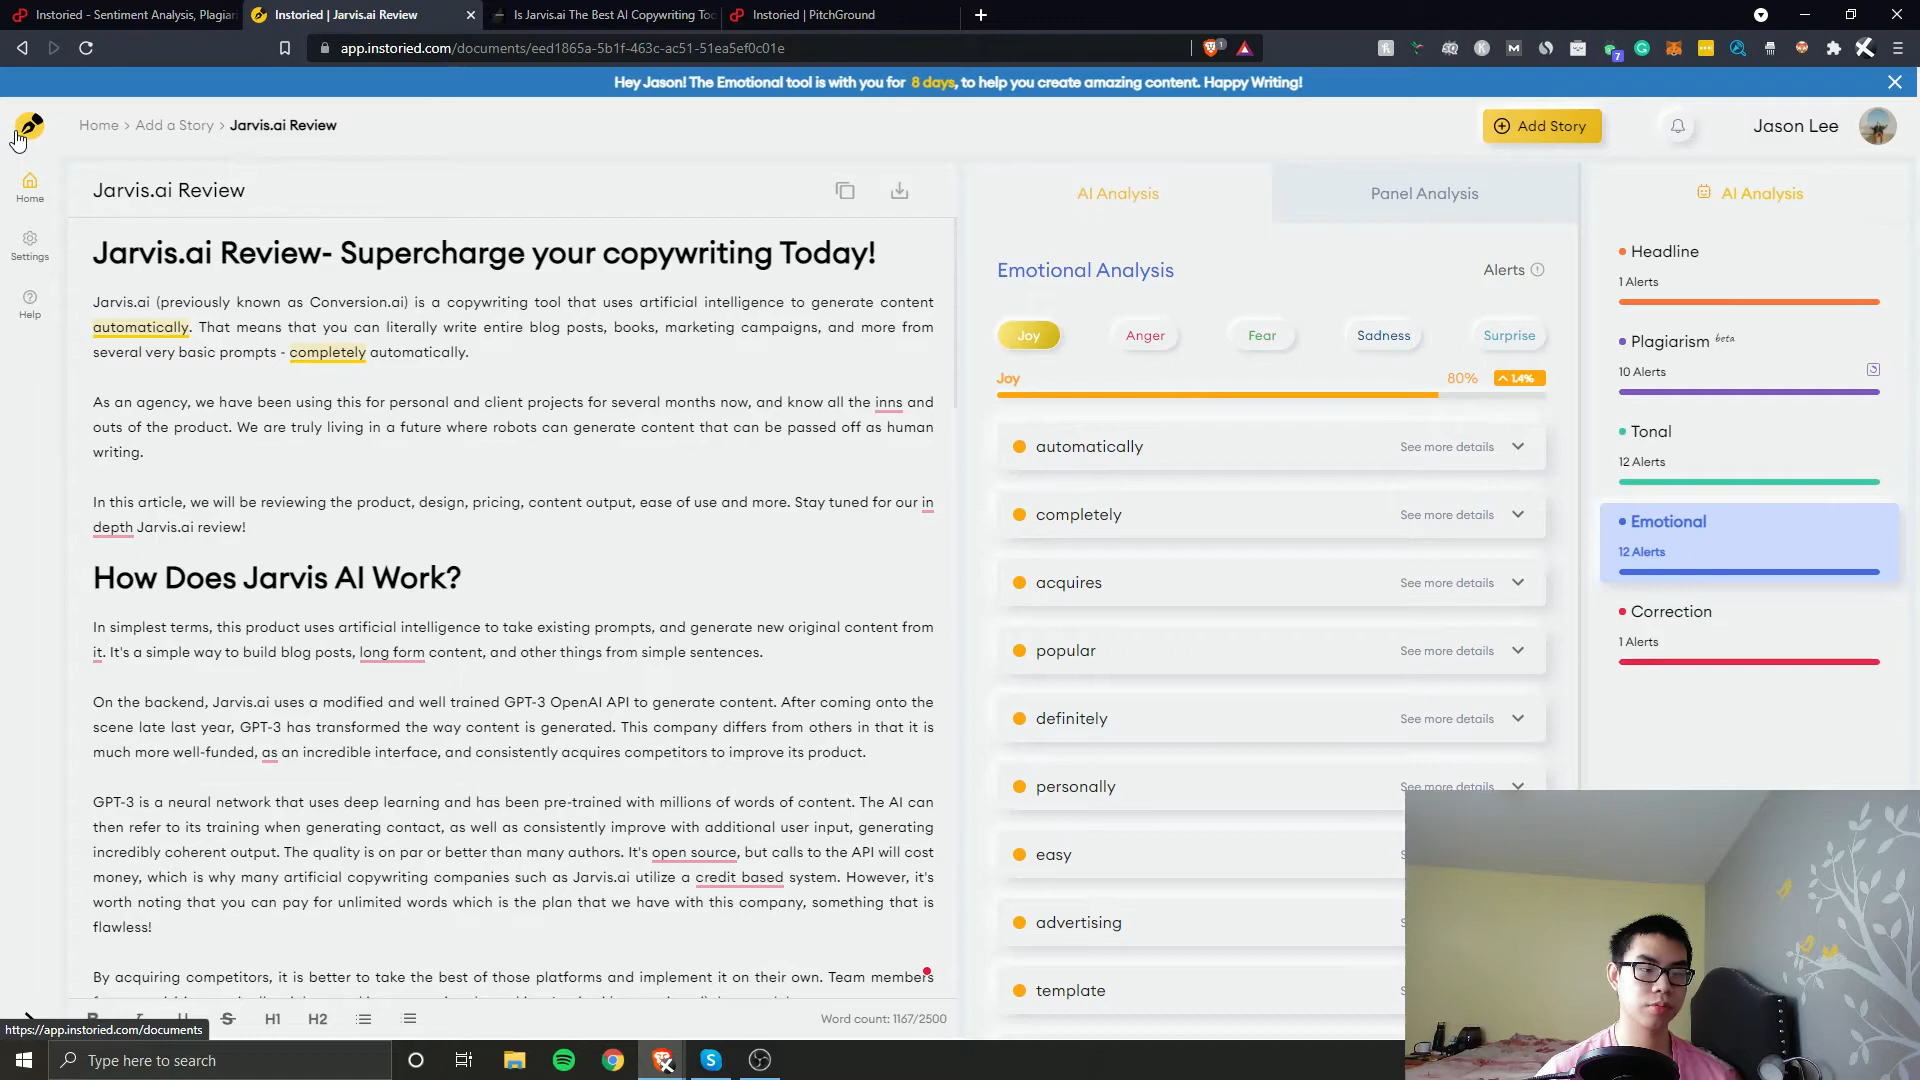 Instoried - Sentiment Analysis, Plagiar
Instoried | Jarvis.ai Review
Is Jarvis.ai The Best AI Copywriting Too
Instoried | PitchGround
app.instoried.com/documents/eed1865a-5b1f-463c-ac51-51ea5ef0c01e
Hey Jason! The Emotional tool is with you for 8 days, to help you create amazing content. Happy Writing!
Home > Add a Story > Jarvis.ai Review
Add Story
Jason Lee
Home
Settings
Help
Jarvis.ai Review
Jarvis.ai Review- Supercharge your copywriting Today!
Jarvis.ai (previously known as Conversion.ai) is a copywriting tool that uses artificial intelligence to generate content
automatically. That means that you can literally write entire blog posts, books, marketing campaigns, and more from
several very basic prompts - completely automatically.
As an agency, we have been using this for personal and client projects for several months now, and know all the inns and
outs of the product. We are truly living in a future where robots can generate content that can be passed off as human
writing.
In this article, we will be reviewing the product, design, pricing, content output, ease of use and more. Stay tuned for our in
depth Jarvis.ai review!
How Does Jarvis AI Work?
In simplest terms, this product uses artificial intelligence to take existing prompts, and generate new original content from
it. It's a simple way to build blog posts, long form content, and other things from simple sentences.
On the backend, Jarvis.ai uses a modified and well trained GPT-3 OpenAI API to generate content. After coming onto the
scene late last year, GPT-3 has transformed the way content is generated. This company differs from others in that it is
much more well-funded, as an incredible interface, and consistently acquires competitors to improve its product.
GPT-3 is a neural network that uses deep learning and has been pre-trained with millions of words of content. The AI can
then refer to its training when generating contact, as well as consistently improve with additional user input, generating
incredibly coherent output. The quality is on par or better than many authors. It's open source, but calls to the API will cost
money, which is why many artificial copywriting companies such as Jarvis.ai utilize a credit based system. However, it's
worth noting that you can pay for unlimited words which is the plan that we have with this company, something that is
flawless!
By acquiring competitors, it is better to take the best of those platforms and implement it on their own. Team members
S H1 H2
Word count: 1167/2500
AI Analysis
Panel Analysis
Emotional Analysis
Alerts
Joy
Anger
Fear
Sadness
Surprise
Joy
80%
1.4%
automatically
See more details
completely
See more details
acquires
See more details
popular
See more details
definitely
See more details
personally
See more details
easy
advertising
template
AI Analysis
Headline
1 Alerts
Plagiarism beta
10 Alerts
Tonal
12 Alerts
Emotional
12 Alerts
Correction
1 Alerts
https://app.instoried.com/documents
Type here to search